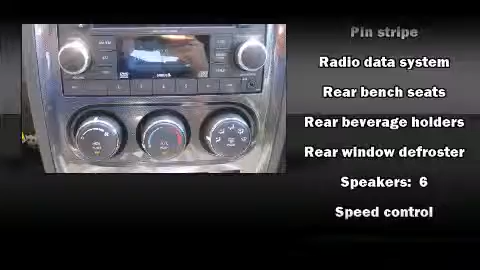 Pin stripe
Radio data system
Rear bench seats
Rear beverage holders
Rear window defroster
Speakers: 6
Speed control